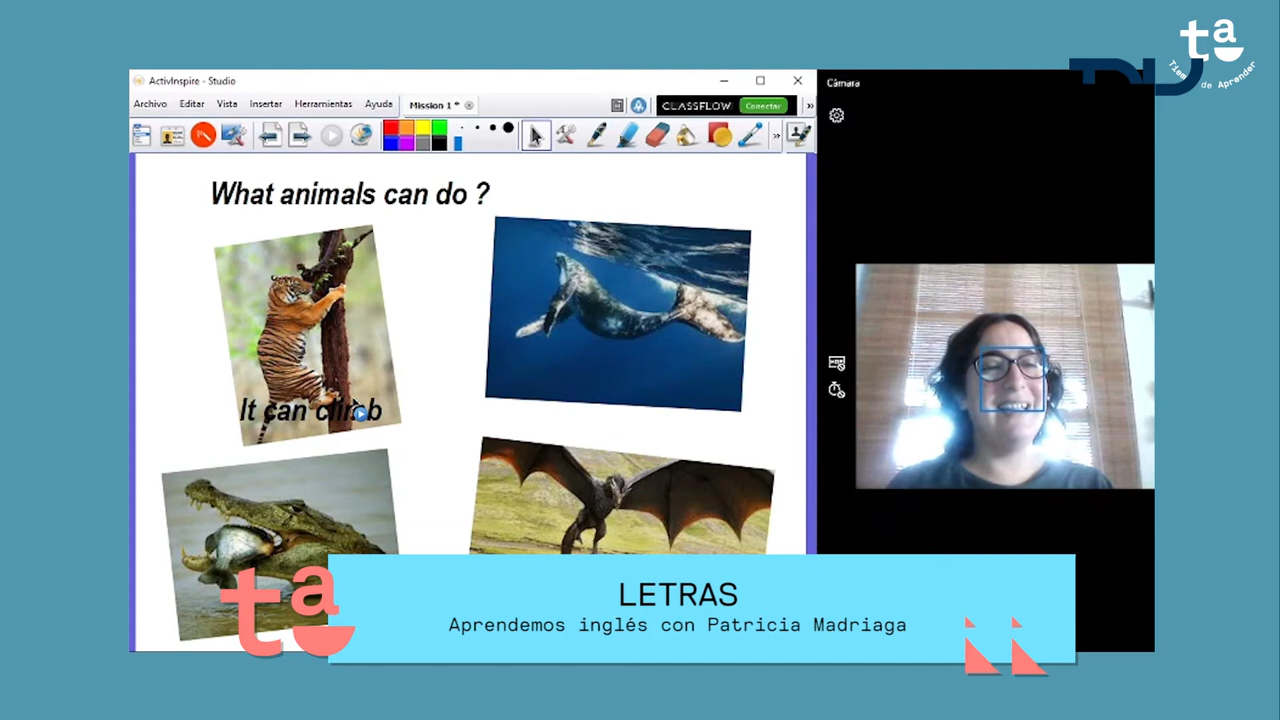 ta
Tiempo de Aprender
ActivInspire - Studio
Archivo Editar Vista Insertar Herramientas Ayuda Mission 1 * CLASSFLOW Conectar »
»
Cámara
What animals can do ?
It can climb
ta
LETRAS
Aprendemos inglés con Patricia Madriaga